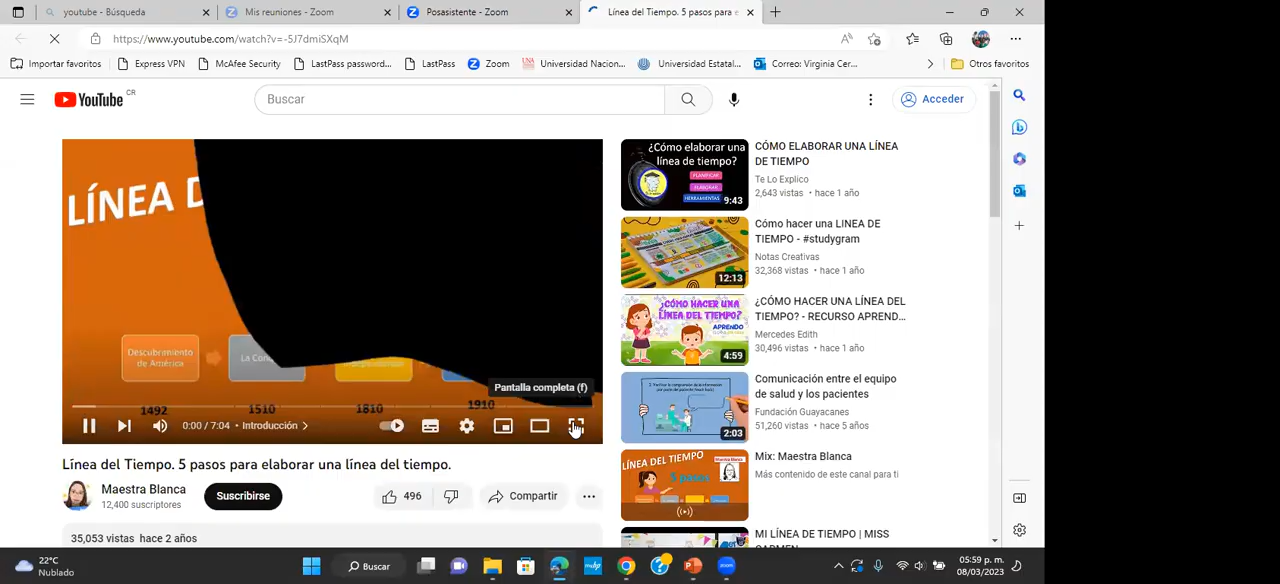 youtube - Búsqueda
Mis reuniones - Zoom
Posasistente - Zoom
Línea del Tiempo. 5 pasos para e
https://www.youtube.com/watch?v=-5J7dmiSXqM
Importar favoritos
Express VPN
McAfee Security
LastPass password...
LastPass
Zoom
Universidad Nacion...
Universidad Estatal...
Correo: Virginia Cer...
Otros favoritos
YouTube CR
Buscar
Acceder
LÍNEA D
Descubrimiento de América
La Con
1492
1510
1810
1910
Pantalla completa (f)
0:00 / 7:04 • Introducción
Línea del Tiempo. 5 pasos para elaborar una línea del tiempo.
Maestra Blanca
12,400 suscriptores
Suscribirse
496
Compartir
35,053 vistas hace 2 años
¿Cómo elaborar una
línea de tiempo?
PLANIFICAR
ELABORAR
HERRAMIENTAS
9:43
CÓMO ELABORAR UNA LÍNEA
DE TIEMPO
Te Lo Explico
2,643 vistas • hace 1 año
12:13
Cómo hacer una LINEA DE
TIEMPO - #studygram
Notas Creativas
32,368 vistas • hace 1 año
¿CÓMO HACER UNA
LÍNEA DEL TIEMPO?
APRENDO
4:59
¿CÓMO HACER UNA LÍNEA DEL
TIEMPO? - RECURSO APREND...
Mercedes Edith
30,496 vistas • hace 1 año
2:03
Comunicación entre el equipo
de salud y los pacientes
Fundación Guayacanes
51,260 vistas • hace 5 años
LÍNEA DEL TIEMPO
5 pasos
Mix: Maestra Blanca
Más contenido de este canal para ti
MI LÍNEA DE TIEMPO | MISS
22°C
Nublado
Buscar
05:59 p. m.
08/03/2023